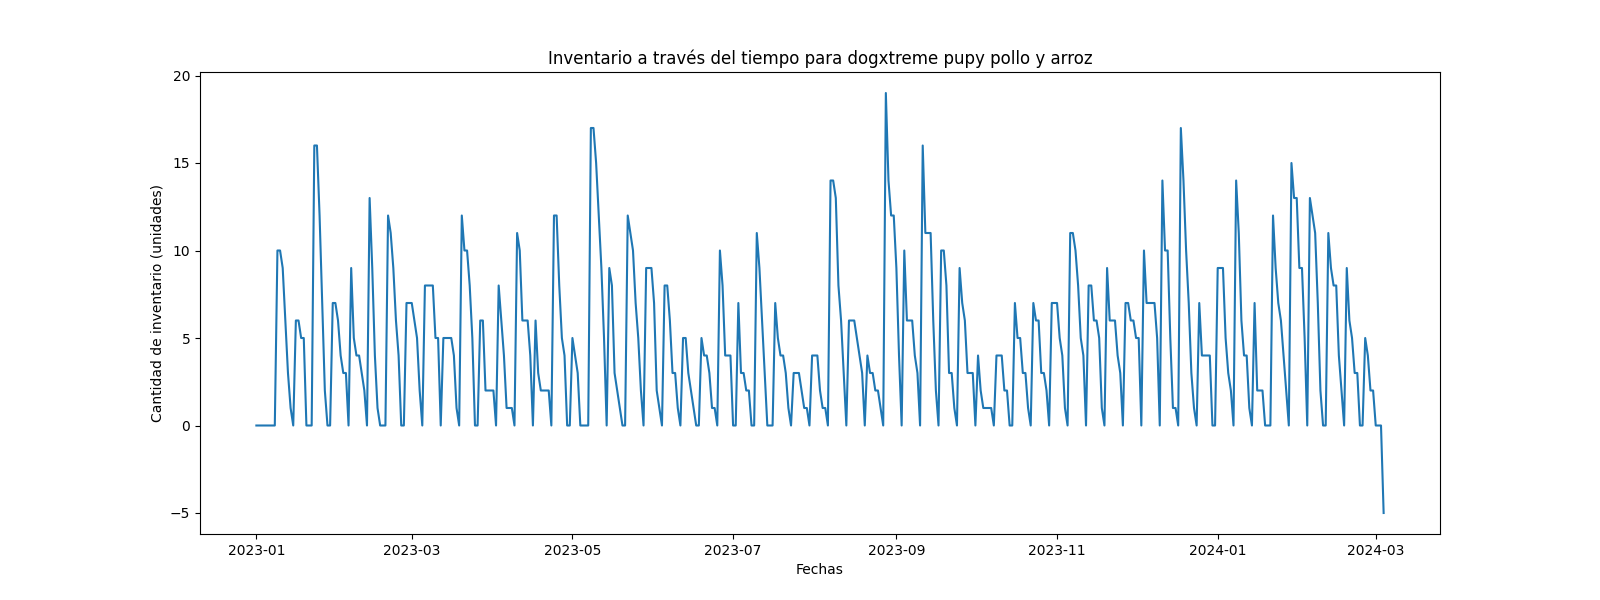 Inventario a través del tiempo para dogxtreme pupy pollo y arroz
Cantidad de inventario (unidades)
20
15
10
5
0
−5
2023-01 2023-03 2023-05 2023-07 2023-09 2023-11 2024-01 2024-03
Fechas